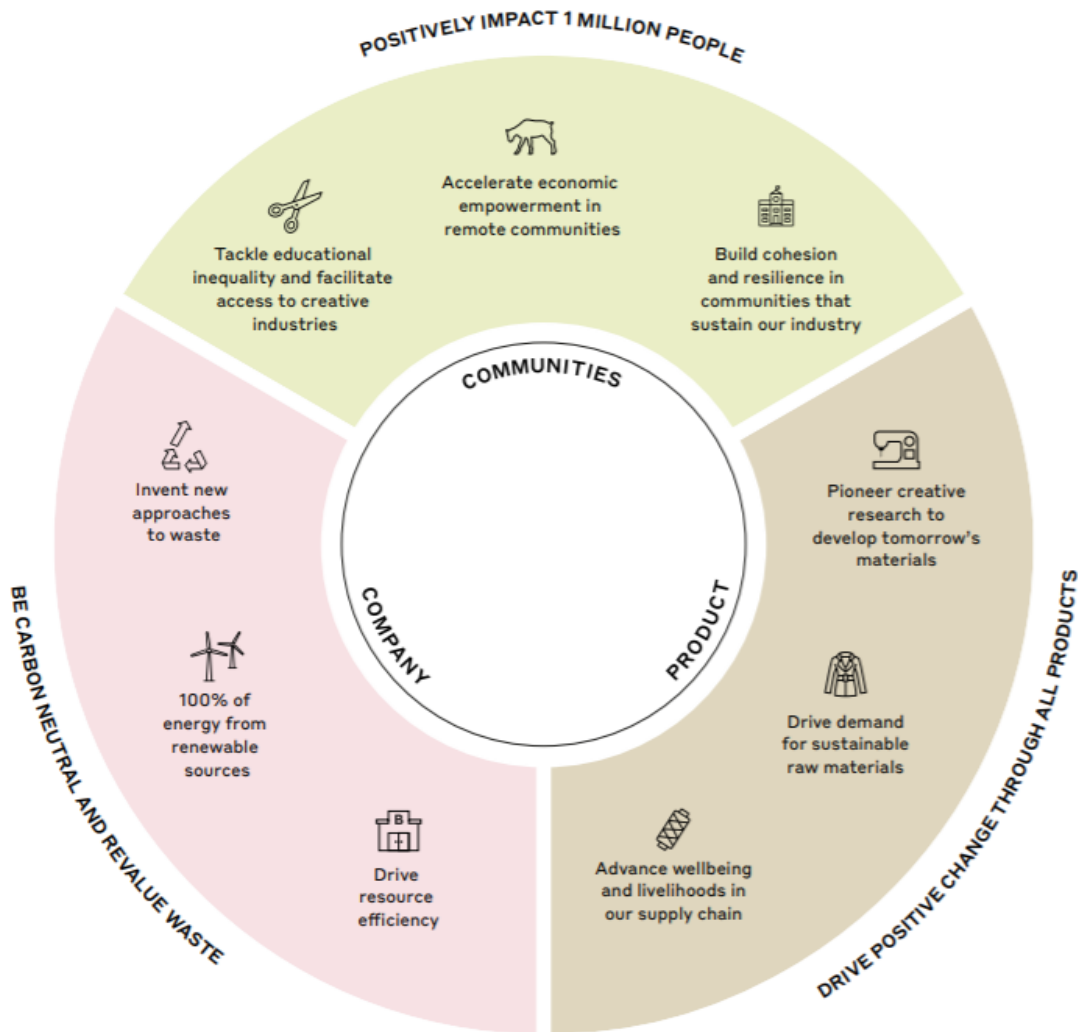 POSITIVELY IMPACT 1 MILLION PEOPLE
Accelerate economic
empowerment in
remote communities
Tackle educational
inequality and facilitate
access to creative
industries
Build cohesion
and resilience in
communities that
sustain our industry
COMMUNITIES
Invent new
approaches
to waste
Pioneer creative
research to
develop tomorrow's
materials
COMPANY
PRODUCT
BE CARBON NEUTRAL AND REVALUE WASTE
100% of
energy from
renewable
sources
Drive demand
for sustainable
raw materials
DRIVE POSITIVE CHANGE THROUGH ALL PRODUCTS
B
Drive
resource
efficiency
Advance wellbeing
and livelihoods in
our supply chain